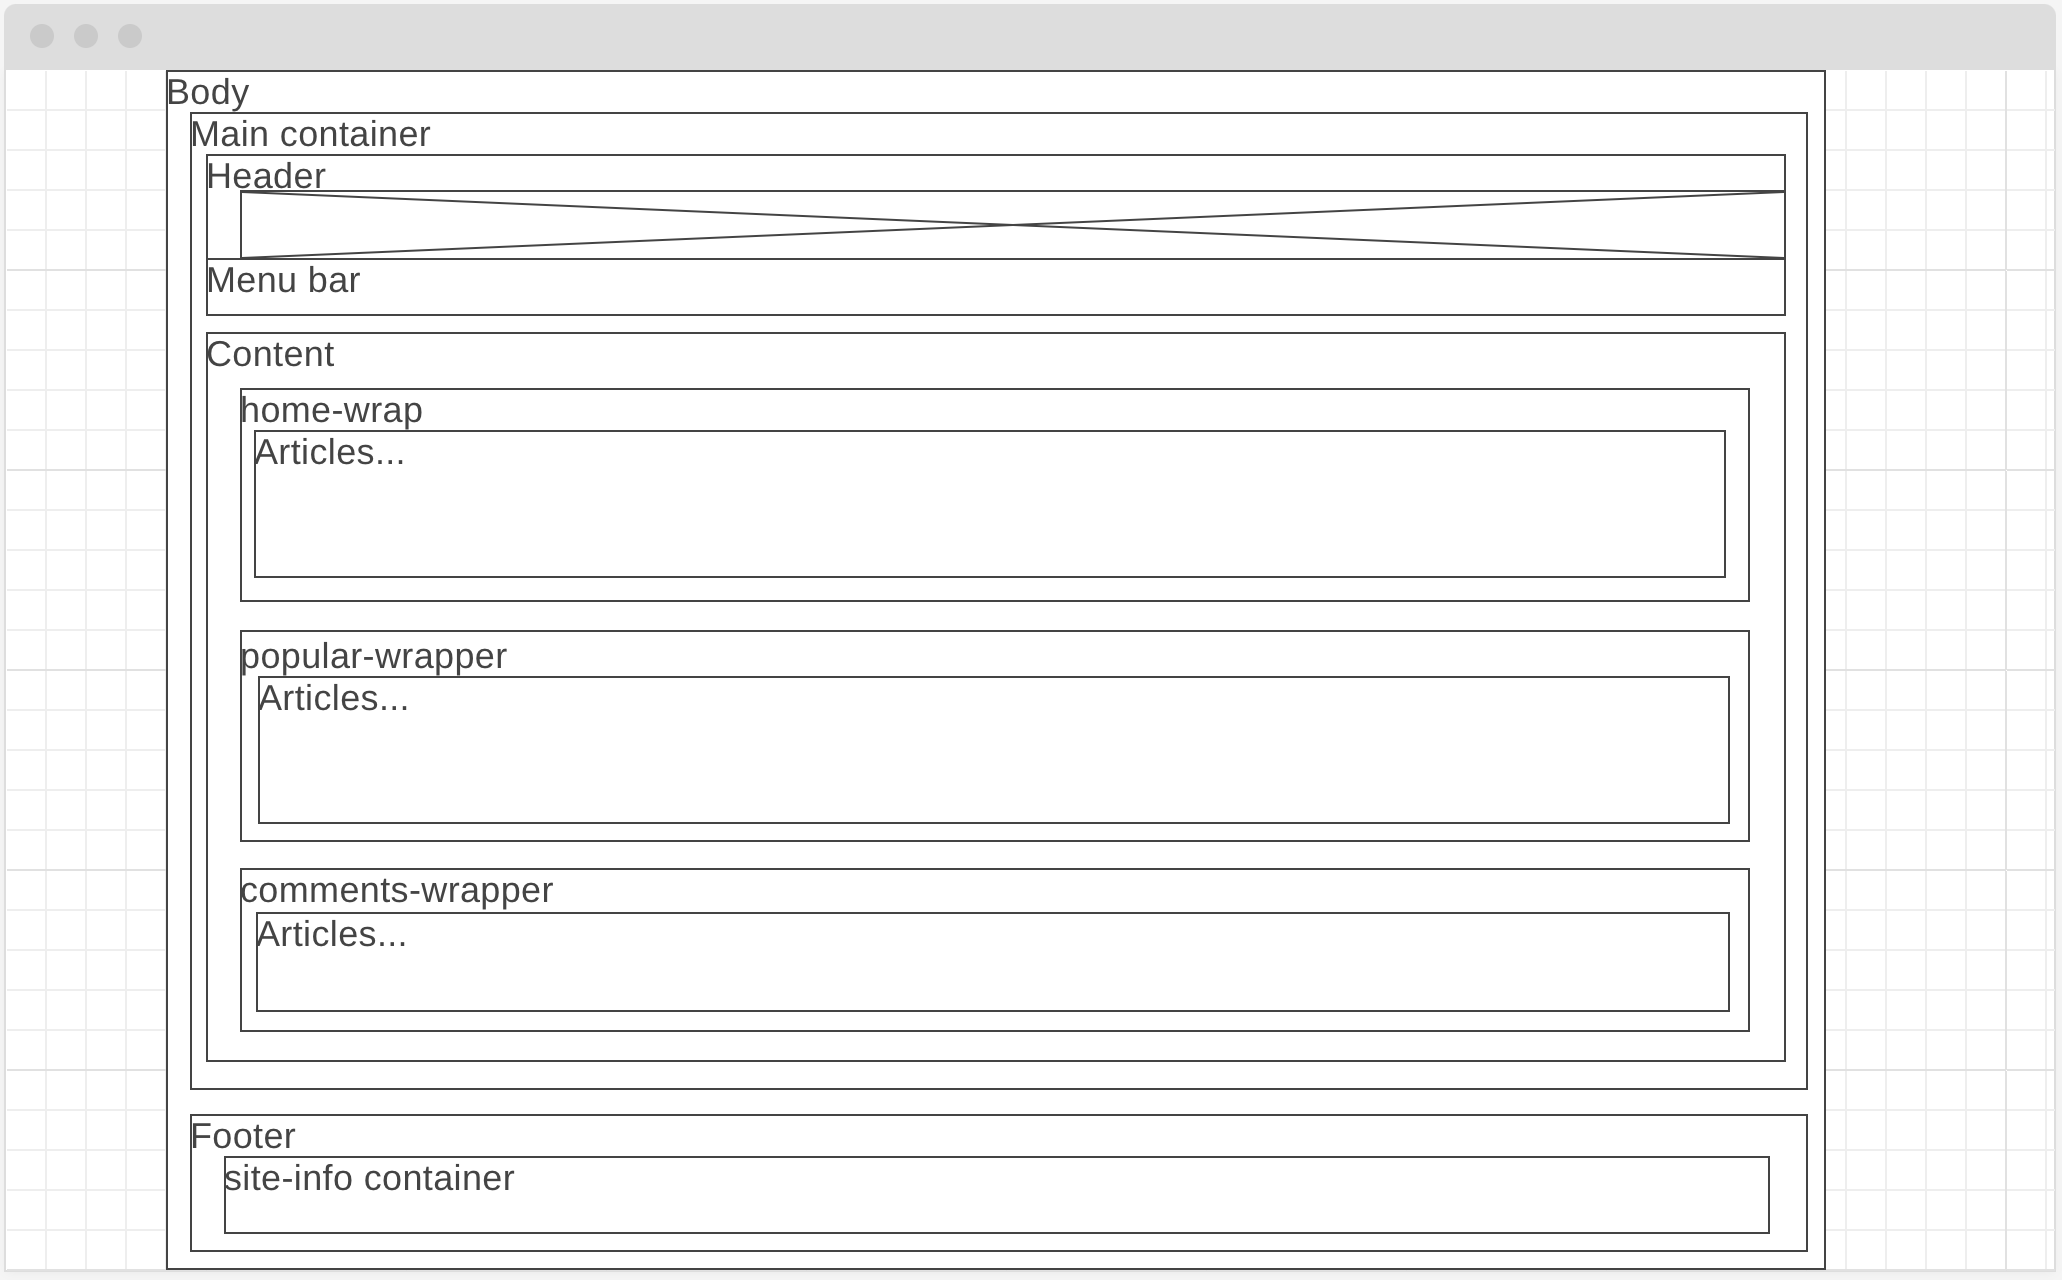 Body
Main container
Header
Menu bar
Content
home-wrap
Articles...
popular-wrapper
Articles...
comments-wrapper
Articles...
Footer
site-info container